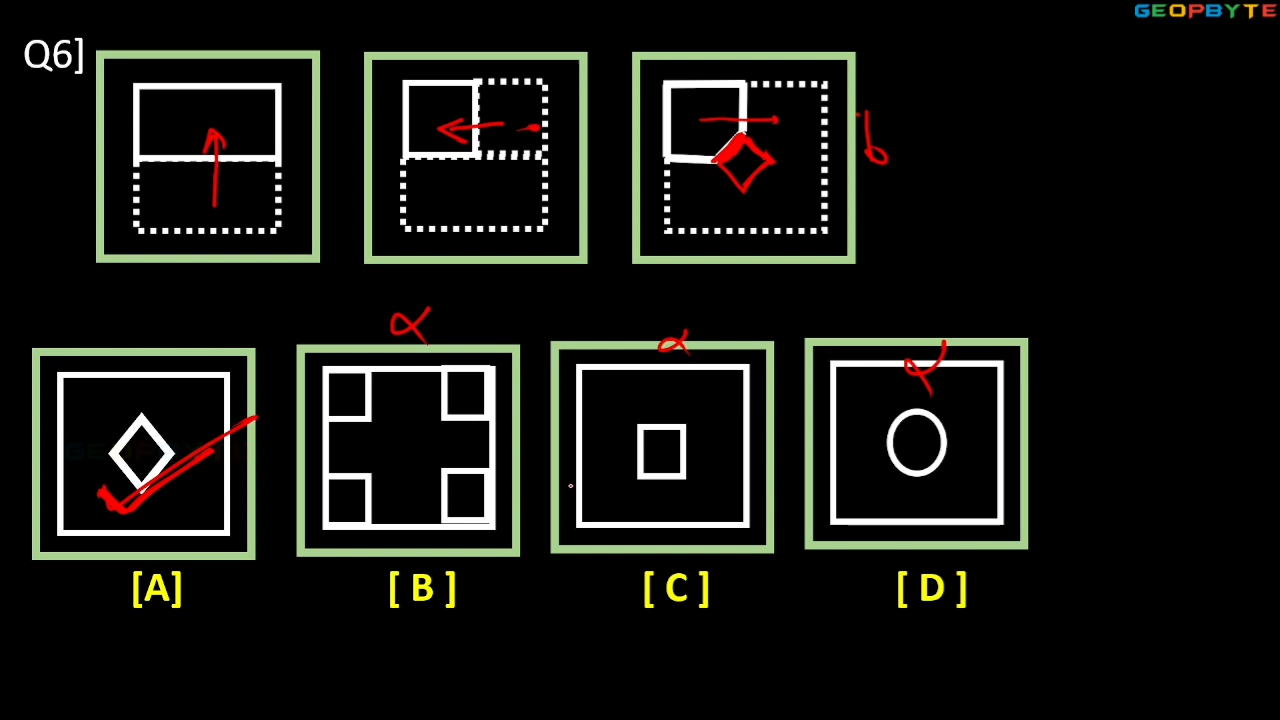 GEOPBYTE
Q6]
[A]
[ B ]
[ C ]
[ D ]